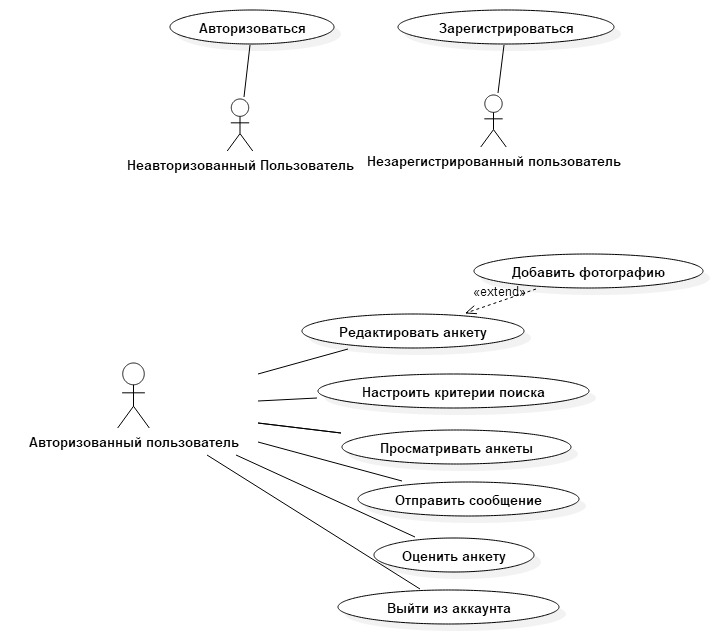 Авторизоваться
Зарегистрироваться
Неавторизованный Пользователь
Незарегистрированный пользователь
Добавить фотографию
«extend»
Редактировать анкету
Настроить критерии поиска
Авторизованный пользователь
Просматривать анкеты
Отправить сообщение
Оценить анкету
Выйти из аккаунта